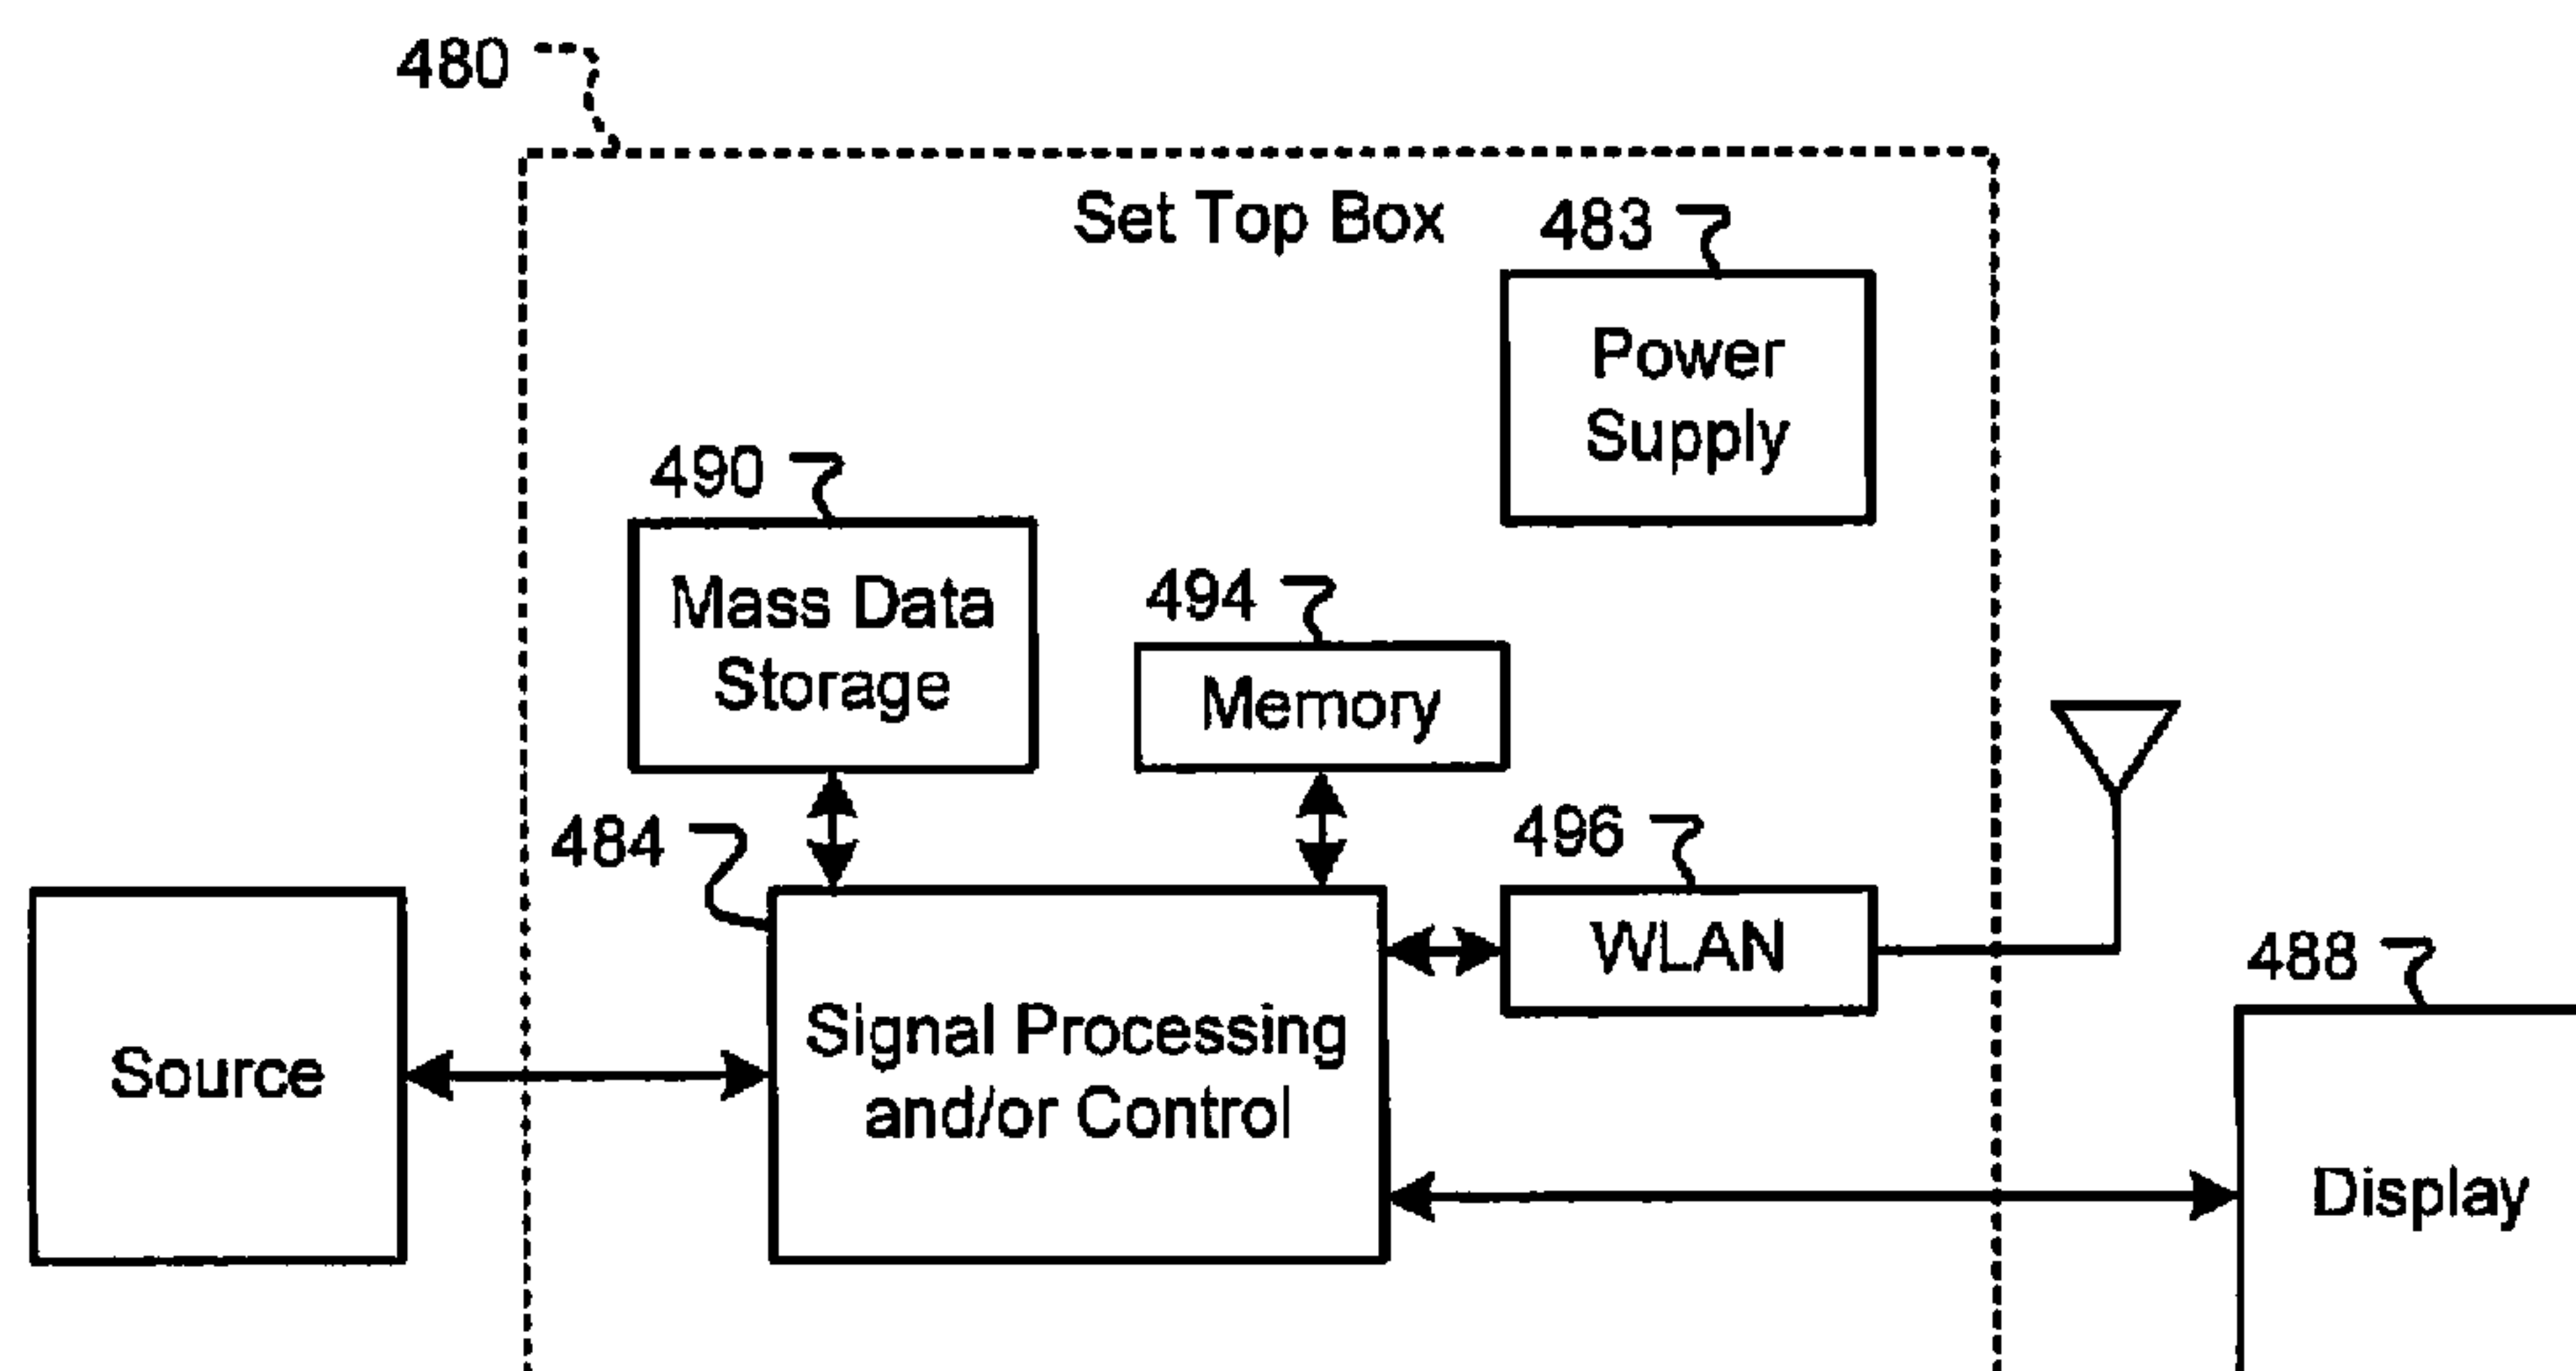 480
Set Top Box
483
Power
Supply
490
Mass Data
Storage
494
Memory
484
496
WLAN
Source
Signal Processing
and/or Control
488
Display